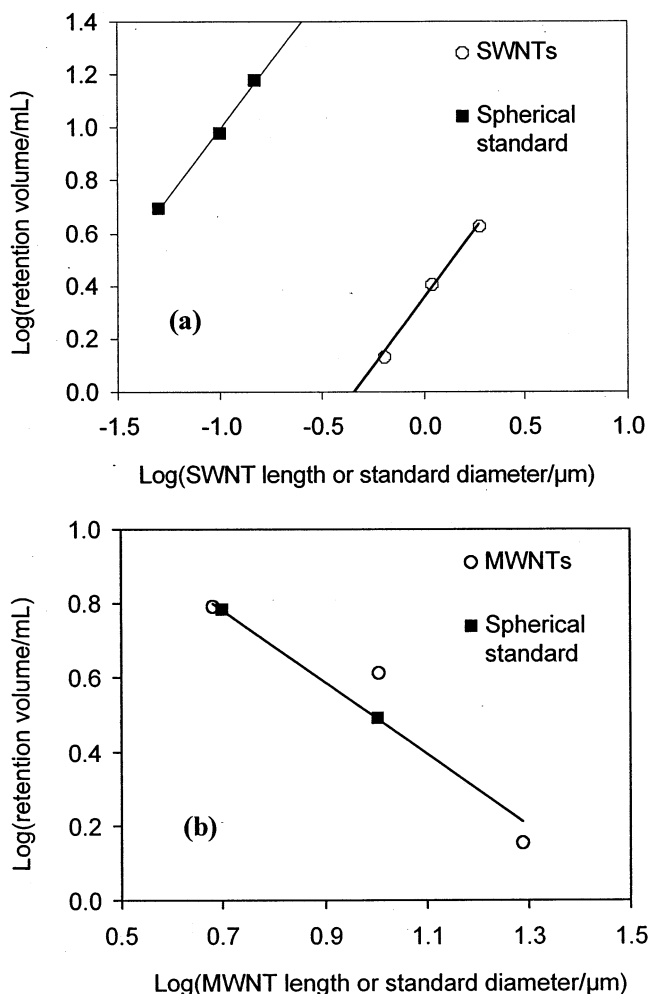 1.4
SWNTs
1.2
Spherical
standard
1.0
0.8
0.6
0.4
0.2
0.0
Log(retention volume/mL)
(a)
-1.5 -1.0 -0.5 0.0 0.5 1.0
Log(SWNT length or standard diameter/µm)
1.0
MWNTs
0.8
Spherical
standard
0.6
0.4
0.2
0.0
Log(retention volume/mL)
(b)
0.5 0.7 0.9 1.1 1.3 1.5
Log(MWNT length or standard diameter/µm)